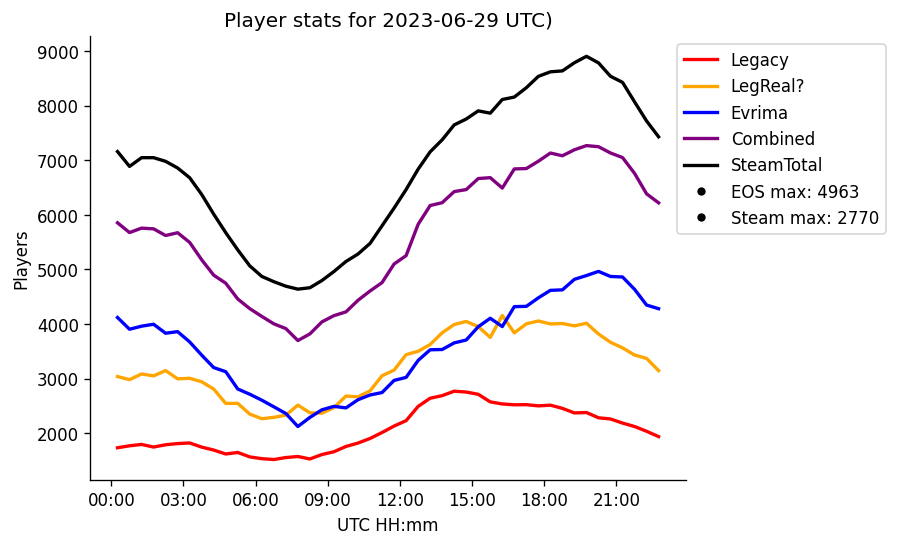 Player stats for 2023-06-29 UTC)
9000
8000
7000
6000
5000
4000
3000
2000
Players
00:00 03:00 06:00 09:00 12:00 15:00 18:00 21:00
UTC HH:mm
Legacy
LegReal?
Evrima
Combined
SteamTotal
EOS max: 4963
Steam max: 2770